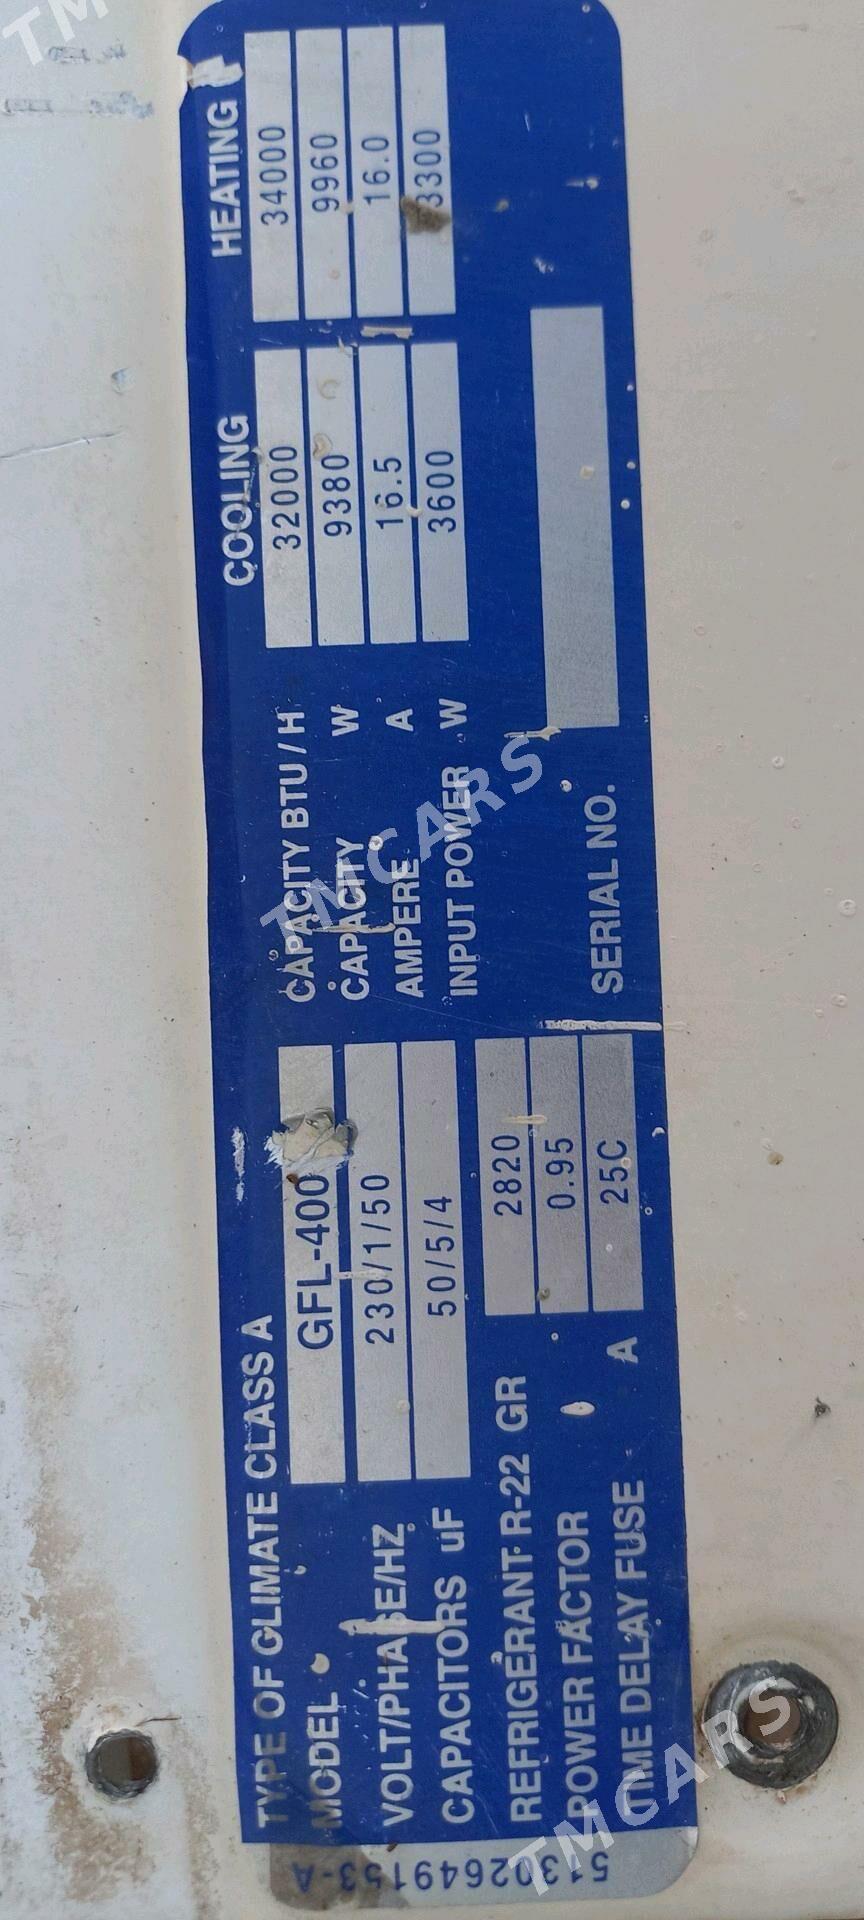 TYPE OF CLIMATE CLASS A
MODEL GFL-400
VOLT/PHASE/HZ 230/1/50
CAPACITORS uF 50/5/4
REFRIGERANT R-22 GR 2820
POWER FACTOR 0.95
TIME DELAY FUSE A 25C
COOLING HEATING
CAPACITY BTU/H 32000 34000
CAPACITY W 9380 9960
AMPERE A 16.5 16.0
INPUT POWER W 3600 3300
SERIAL NO.
51302649153-A
TMCARS
TMCARS